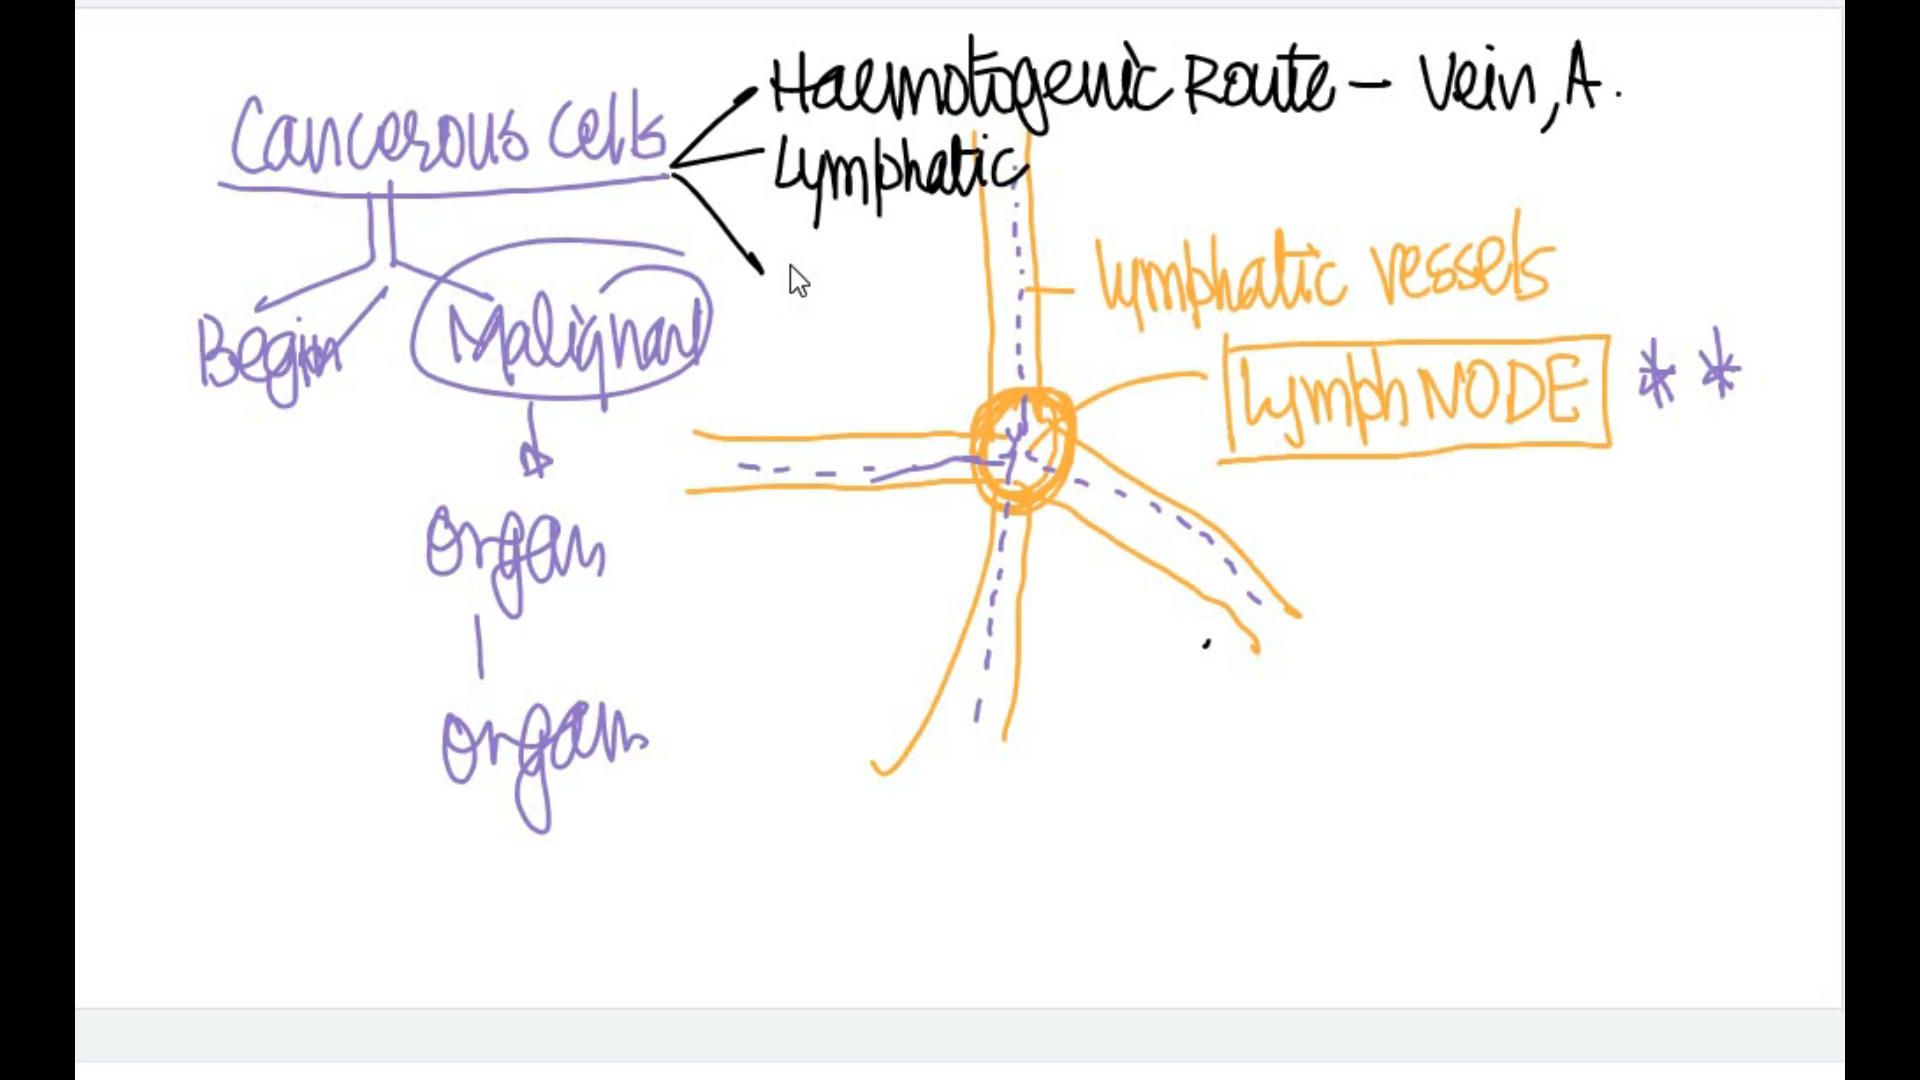 Haemotogenic Route - Vein, A.
Cancerous cells
Lymphatic
lymphatic vessels
Begin
Malignant
Lymph NODE **
organ
organ